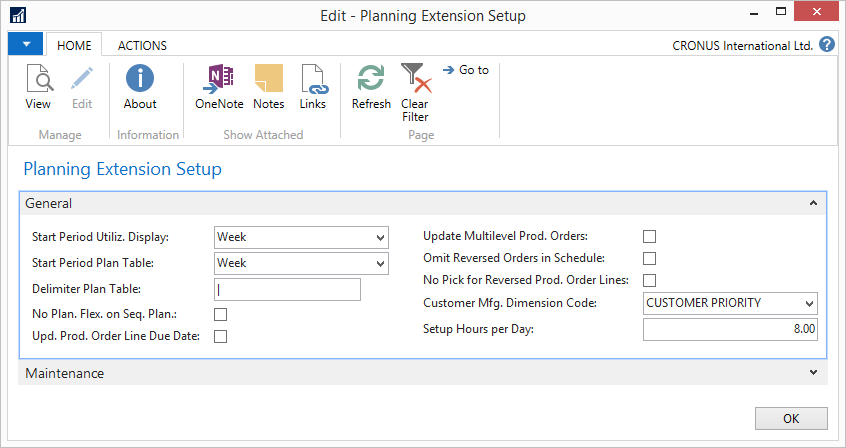 Edit - Planning Extension Setup
HOME ACTIONS CRONUS International Ltd. ?
View Edit About OneNote Notes Links Refresh Clear Filter Go to
Manage Information Show Attached Page
Planning Extension Setup
General
Start Period Utiliz. Display: Week
Start Period Plan Table: Week
Delimiter Plan Table: |
No Plan. Flex. on Seq. Plan.:
Upd. Prod. Order Line Due Date:
Update Multilevel Prod. Orders:
Omit Reversed Orders in Schedule:
No Pick for Reversed Prod. Order Lines:
Customer Mfg. Dimension Code: CUSTOMER PRIORITY
Setup Hours per Day: 8.00
Maintenance
OK